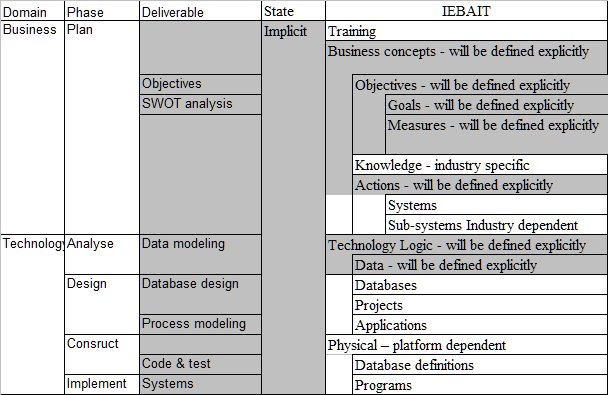 Domain Phase Deliverable State IEBAIT
Business Plan Implicit Training
Business concepts - will be defined explicitly
Objectives Objectives - will be defined explicitly
SWOT analysis Goals - will be defined explicitly
Measures - will be defined explicitly
Knowledge - industry specific
Actions - will be defined explicitly
Systems
Sub-systems Industry dependent
Technology Analyse Data modeling Technology Logic - will be defined explicitly
Data - will be defined explicitly
Design Database design Databases
Projects
Process modeling Applications
Consruct Physical – platform dependent
Code & test Database definitions
Implement Systems Programs